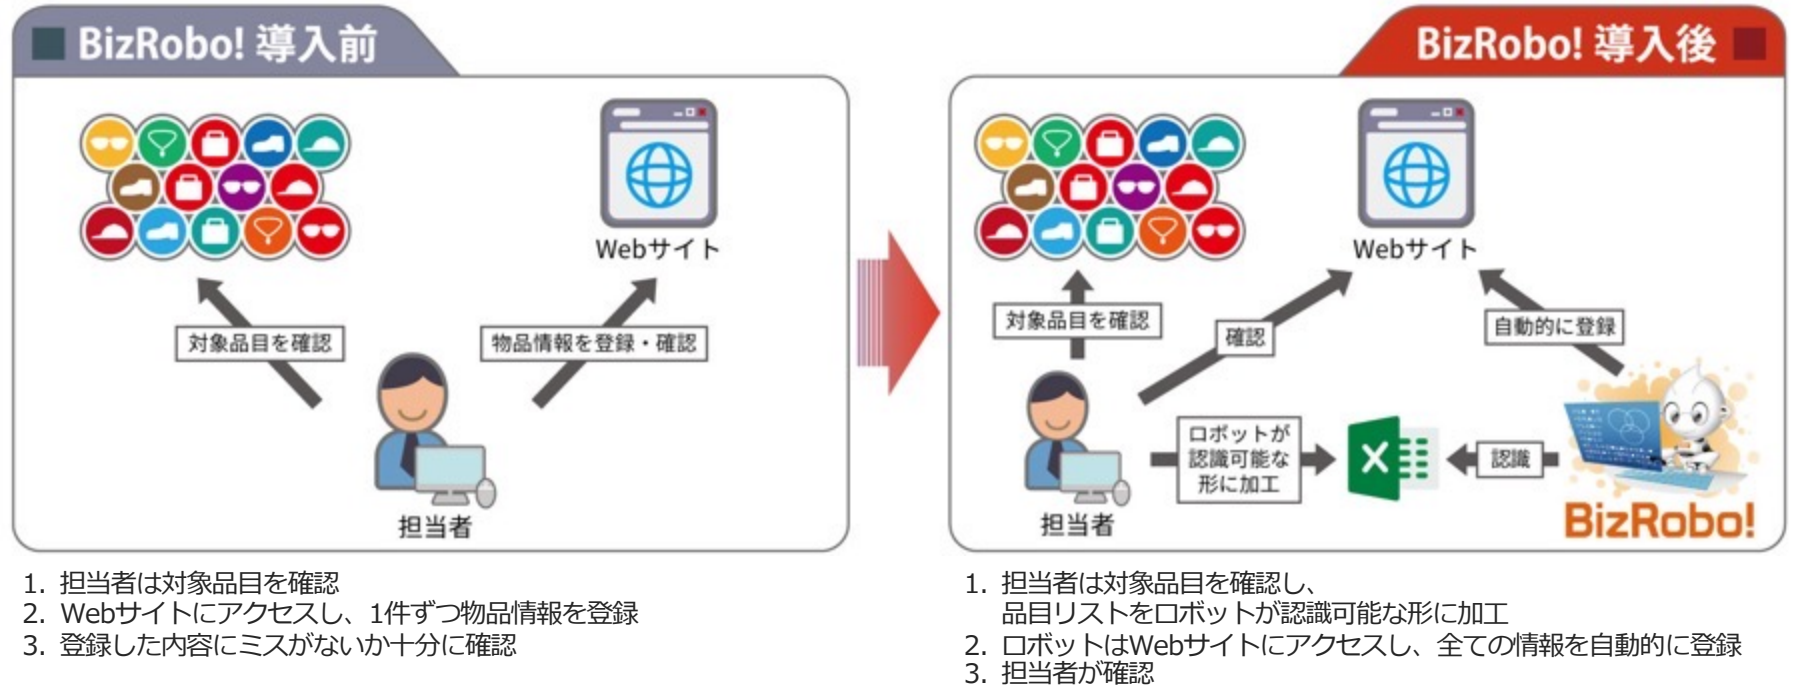 BizRobo! 導入前
Webサイト
対象品目を確認
物品情報を登録・確認
担当者
1. 担当者は対象品目を確認
2. Webサイトにアクセスし、1件ずつ物品情報を登録
3. 登録した内容にミスがないか十分に確認
BizRobo! 導入後
Webサイト
対象品目を確認
確認
自動的に登録
ロボットが
認識可能な
形に加工
X
認識
担当者
BizRobo!
1. 担当者は対象品目を確認し、
品目リストをロボットが認識可能な形に加工
2. ロボットはWebサイトにアクセスし、全ての情報を自動的に登録
3. 担当者が確認